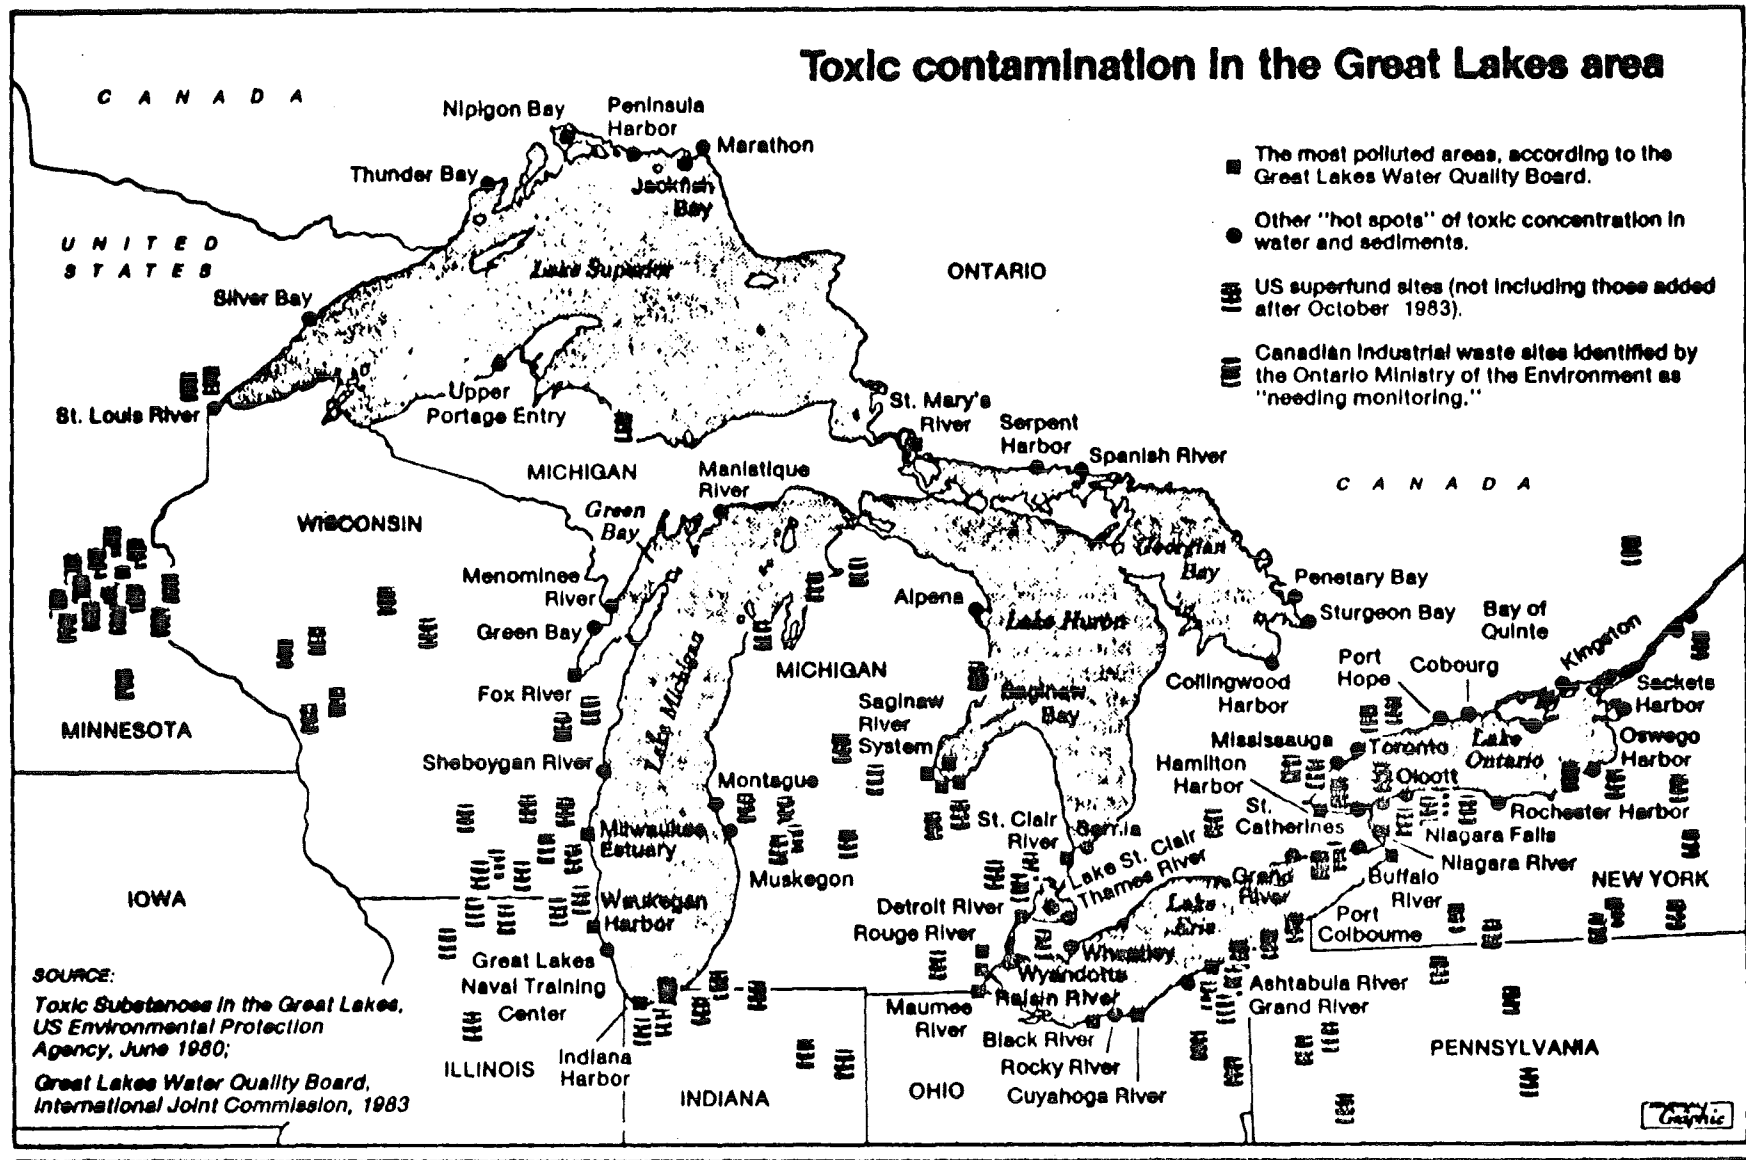 Toxic contamination in the Great Lakes area
C A N A D A
Nipigon Bay
Peninsula
Harbor
Marathon
Thunder Bay
Jackfish
Bay
The most polluted areas, according to the
Great Lakes Water Quality Board.
Other "hot spots" of toxic concentration in
water and sediments.
US superfund sites (not including those added
after October 1983).
Canadian industrial waste sites identified by
the Ontario Ministry of the Environment as
"needing monitoring."
U N I T E D
S T A T E S
Lake Superior
ONTARIO
Silver Bay
St. Louis River
Upper
Portage Entry
St. Mary's
River
Serpent
Harbor
Spanish River
MICHIGAN
Manistique
River
C A N A D A
WISCONSIN
Green
Bay
Georgian
Bay
Menominee
River
Green Bay
Alpena
Lake Huron
Penetary Bay
Sturgeon Bay
Bay of
Quinte
Kingston
Lake Michigan
MICHIGAN
Port
Hope
Cobourg
Fox River
Saginaw
River
System
Saginaw
Bay
Collingwood
Harbor
Sackets
Harbor
MINNESOTA
Mississauga
Toronto
Lake
Ontario
Oswego
Harbor
Sheboygan River
Hamilton
Harbor
Olcott
Montague
St.
Catherines
Rochester Harbor
St. Clair
River
Sarnia
Milwaukee
Estuary
Niagara Falls
Niagara River
Lake St. Clair
Thames River
Muskegon
Grand
River
Buffalo
River
NEW YORK
IOWA
Waukegan
Harbor
Detroit River
Rouge River
Lake
Erie
Port
Colbourne
Wheatley
Great Lakes
Naval Training
Center
Wyandotte
Raisin River
Ashtabula River
Grand River
Maumee
River
Black River
Rocky River
Cuyahoga River
Indiana
Harbor
ILLINOIS
INDIANA
OHIO
PENNSYLVANIA
SOURCE:
Toxic Substances in the Great Lakes,
US Environmental Protection
Agency, June 1980;
Great Lakes Water Quality Board,
International Joint Commission, 1983
Graphic